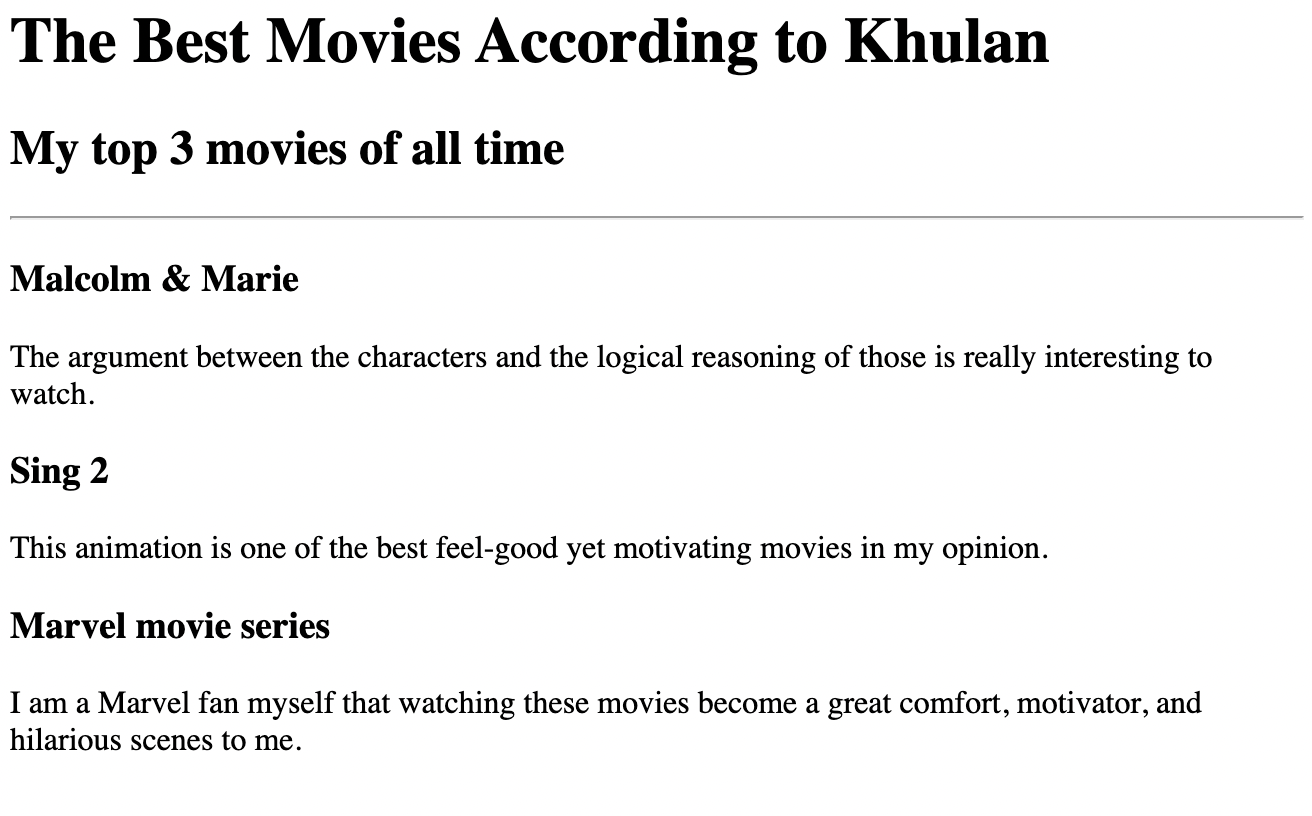 The Best Movies According to Khulan
My top 3 movies of all time
Malcolm & Marie
The argument between the characters and the logical reasoning of those is really interesting to
watch.
Sing 2
This animation is one of the best feel-good yet motivating movies in my opinion.
Marvel movie series
I am a Marvel fan myself that watching these movies become a great comfort, motivator, and
hilarious scenes to me.